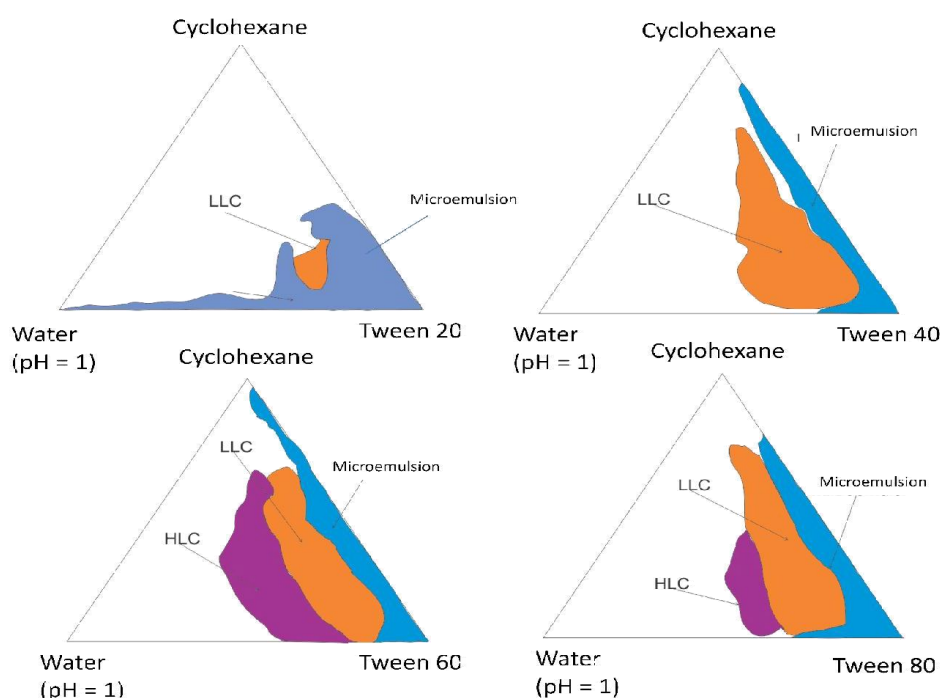 Cyclohexane
LLC
Microemulsion
Water
(pH = 1)
Tween 20
Cyclohexane
Microemulsion
LLC
Water
(pH = 1)
Tween 40
Cyclohexane
LLC
Microemulsion
HLC
Water
(pH = 1)
Tween 60
Cyclohexane
LLC
Microemulsion
HLC
Water
(pH = 1)
Tween 80